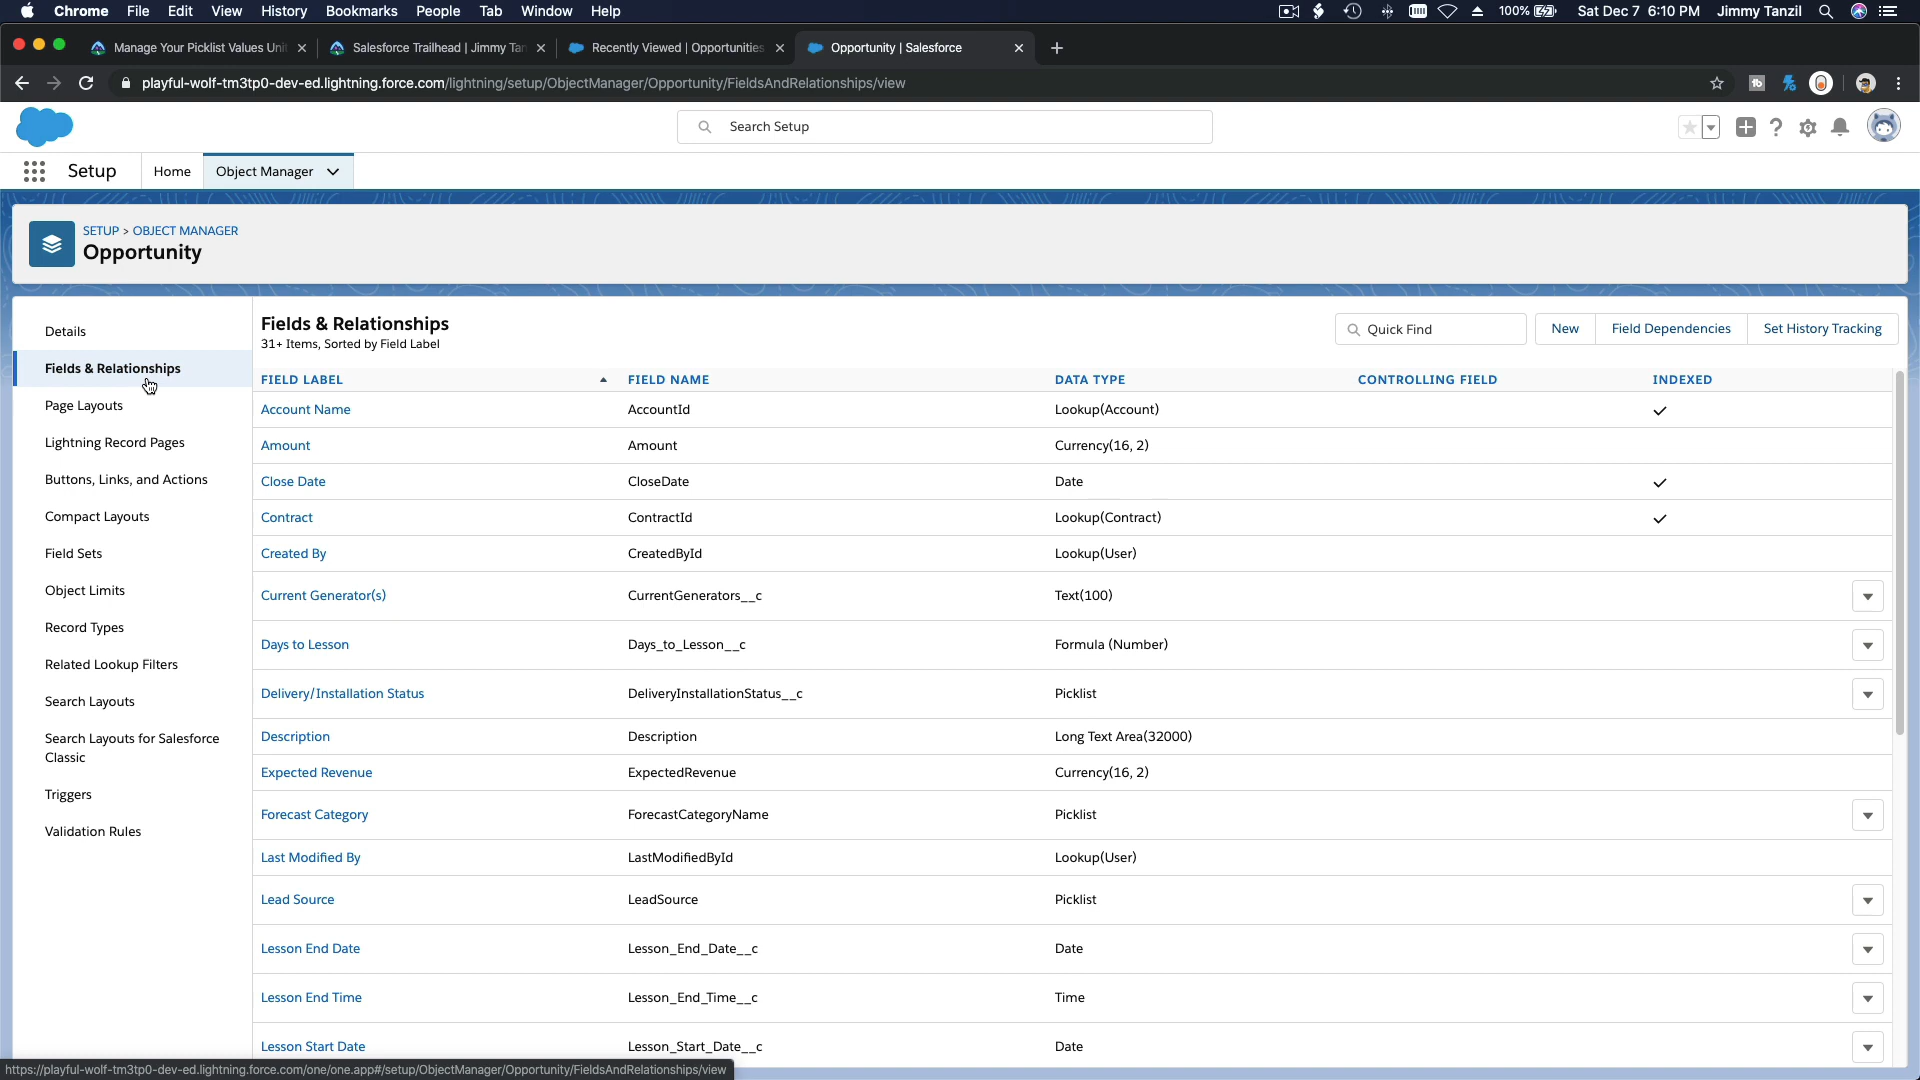 Chrome File Edit View History Bookmarks People Tab Window Help 100% Sat Dec 7 6:10 PM Jimmy Tanzil
Manage Your Picklist Values Uni Salesforce Trailhead | Jimmy Tan Recently Viewed | Opportunities Opportunity | Salesforce
playful-wolf-tm3tp0-dev-ed.lightning.force.com/lightning/setup/ObjectManager/Opportunity/FieldsAndRelationships/view
Search Setup
Setup Home Object Manager
SETUP > OBJECT MANAGER
Opportunity
Details
Fields & Relationships
Page Layouts
Lightning Record Pages
Buttons, Links, and Actions
Compact Layouts
Field Sets
Object Limits
Record Types
Related Lookup Filters
Search Layouts
Search Layouts for Salesforce
Classic
Triggers
Validation Rules
Fields & Relationships
31+ Items, Sorted by Field Label
Quick Find New Field Dependencies Set History Tracking
FIELD LABEL FIELD NAME DATA TYPE CONTROLLING FIELD INDEXED
Account Name AccountId Lookup(Account)
Amount Amount Currency(16, 2)
Close Date CloseDate Date
Contract ContractId Lookup(Contract)
Created By CreatedById Lookup(User)
Current Generator(s) CurrentGenerators__c Text(100)
Days to Lesson Days_to_Lesson__c Formula (Number)
Delivery/Installation Status DeliveryInstallationStatus__c Picklist
Description Description Long Text Area(32000)
Expected Revenue ExpectedRevenue Currency(16, 2)
Forecast Category ForecastCategoryName Picklist
Last Modified By LastModifiedById Lookup(User)
Lead Source LeadSource Picklist
Lesson End Date Lesson_End_Date__c Date
Lesson End Time Lesson_End_Time__c Time
Lesson Start Date Lesson_Start_Date__c Date
https://playful-wolf-tm3tp0-dev-ed.lightning.force.com/one/one.app#/setup/ObjectManager/Opportunity/FieldsAndRelationships/view